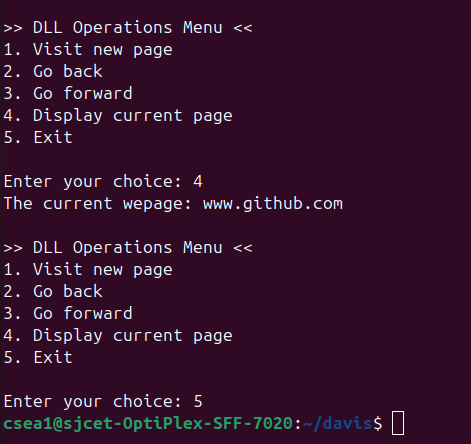 >> DLL Operations Menu <<
1. Visit new page
2. Go back
3. Go forward
4. Display current page
5. Exit
Enter your choice: 4
The current wepage: www.github.com
>> DLL Operations Menu <<
1. Visit new page
2. Go back
3. Go forward
4. Display current page
5. Exit
Enter your choice: 5
csea1@sjcet-OptiPlex-SFF-7020:~/davis$